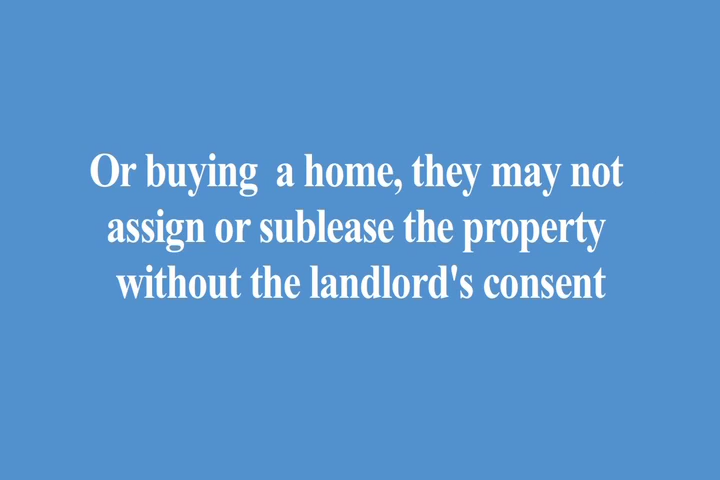 Or buying  a home, they may not
assign or sublease the property
without the landlord's consent